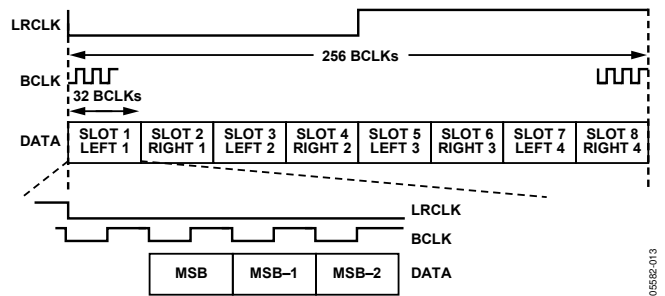 LRCLK
256 BCLKs
BCLK
32 BCLKs
DATA
SLOT 1 LEFT 1
SLOT 2 RIGHT 1
SLOT 3 LEFT 2
SLOT 4 RIGHT 2
SLOT 5 LEFT 3
SLOT 6 RIGHT 3
SLOT 7 LEFT 4
SLOT 8 RIGHT 4
LRCLK
BCLK
MSB
MSB–1
MSB–2
DATA
05582-013